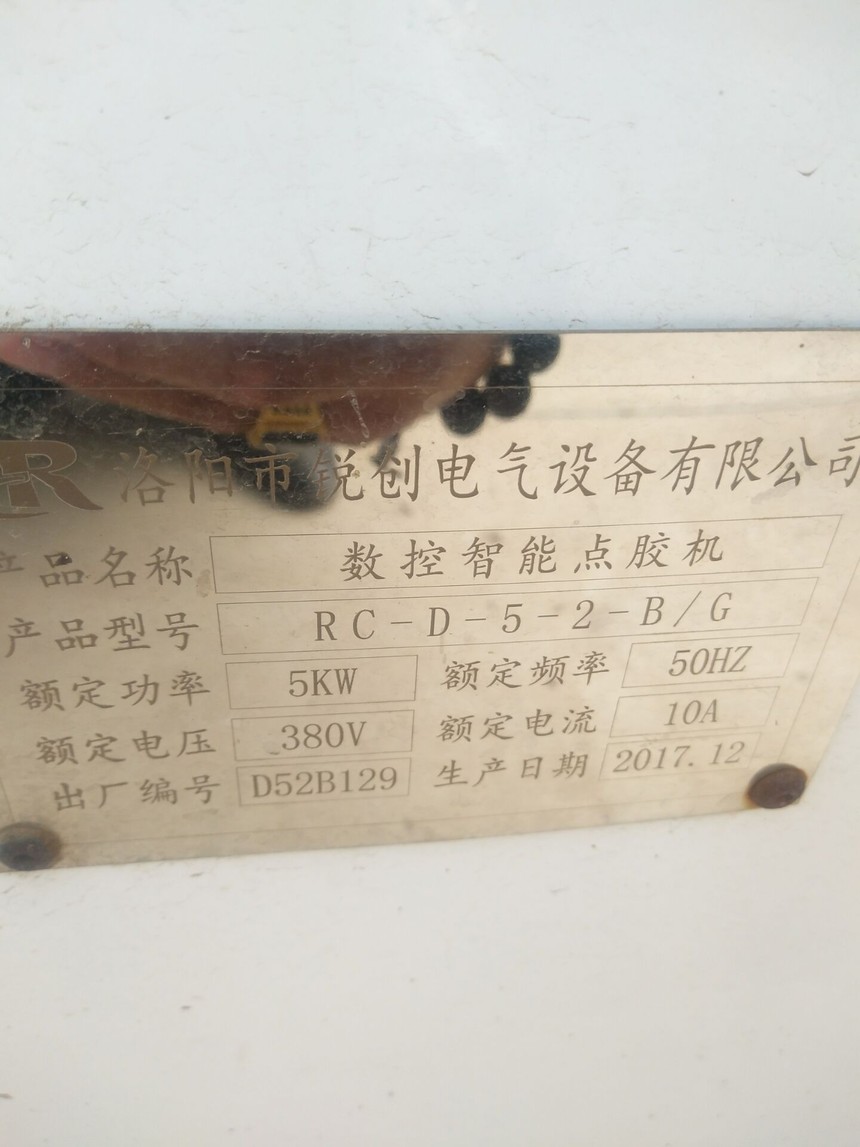 R 洛阳市锐创电气设备有限公司
产品名称 数控智能点胶机
产品型号 RC-D-5-2-B/G
额定功率 5KW 额定频率 50HZ
额定电压 380V 额定电流 10A
出厂编号 D52B129 生产日期 2017.12